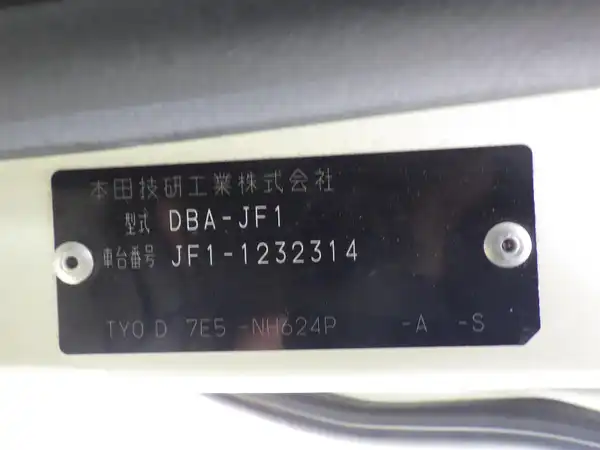 本田技研工業株式会社
型式 DBA-JF1
車台番号 JF1-1232314
TY0 D 7E5 -NH624P -A -S